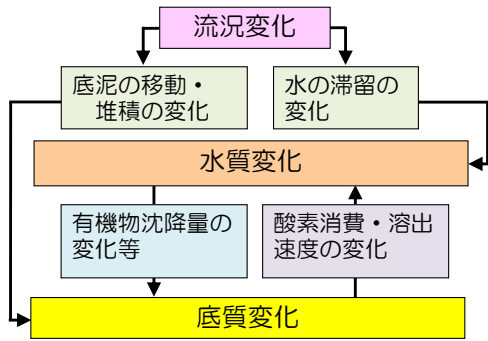 流況変化
底泥の移動・
堆積の変化
水の滞留の
変化
水質変化
有機物沈降量の
変化等
酸素消費・溶出
速度の変化
底質変化